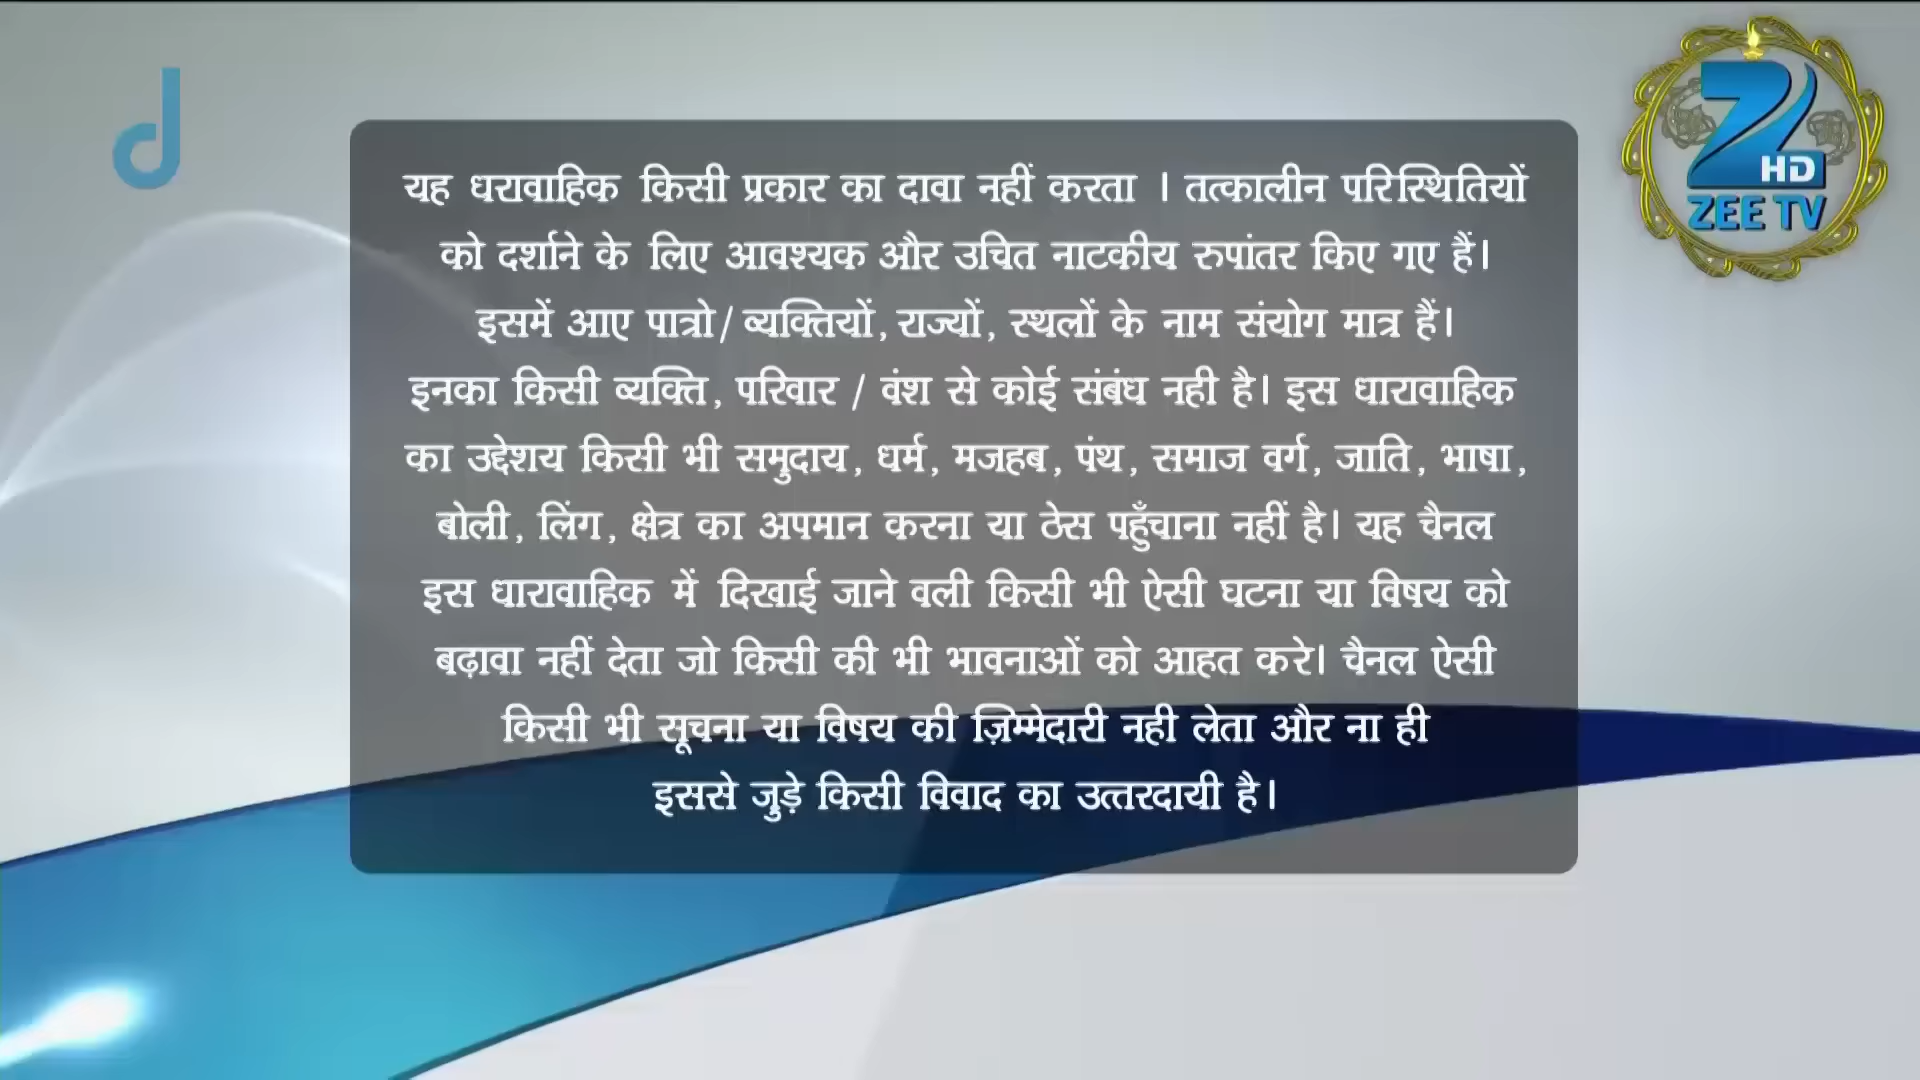 यह धरावाहिक किसी प्रकार का दावा नहीं करता । तत्कालीन परिस्थितियों
को दर्शाने के लिए आवश्यक और उचित नाटकीय रुपांतर किए गए हैं।
इसमें आए पात्रो/ व्यक्तियों, राज्यों, स्थलों के नाम संयोग मात्र हैं।
इनका किसी व्यक्ति, परिवार / वंश से कोई संबंध नही है। इस धारावाहिक
का उद्देशय किसी भी समुदाय, धर्म, मजहब, पंथ, समाज वर्ग, जाति, भाषा,
बोली, लिंग, क्षेत्र का अपमान करना या ठेस पहुँचाना नहीं है। यह चैनल
इस धारावाहिक में दिखाई जाने वली किसी भी ऐसी घटना या विषय को
बढ़ावा नहीं देता जो किसी की भी भावनाओं को आहत करे। चैनल ऐसी
किसी भी सूचना या विषय की ज़िम्मेदारी नही लेता और ना ही
इससे जुड़े किसी विवाद का उत्तरदायी है।
d
Z HD
ZEE TV